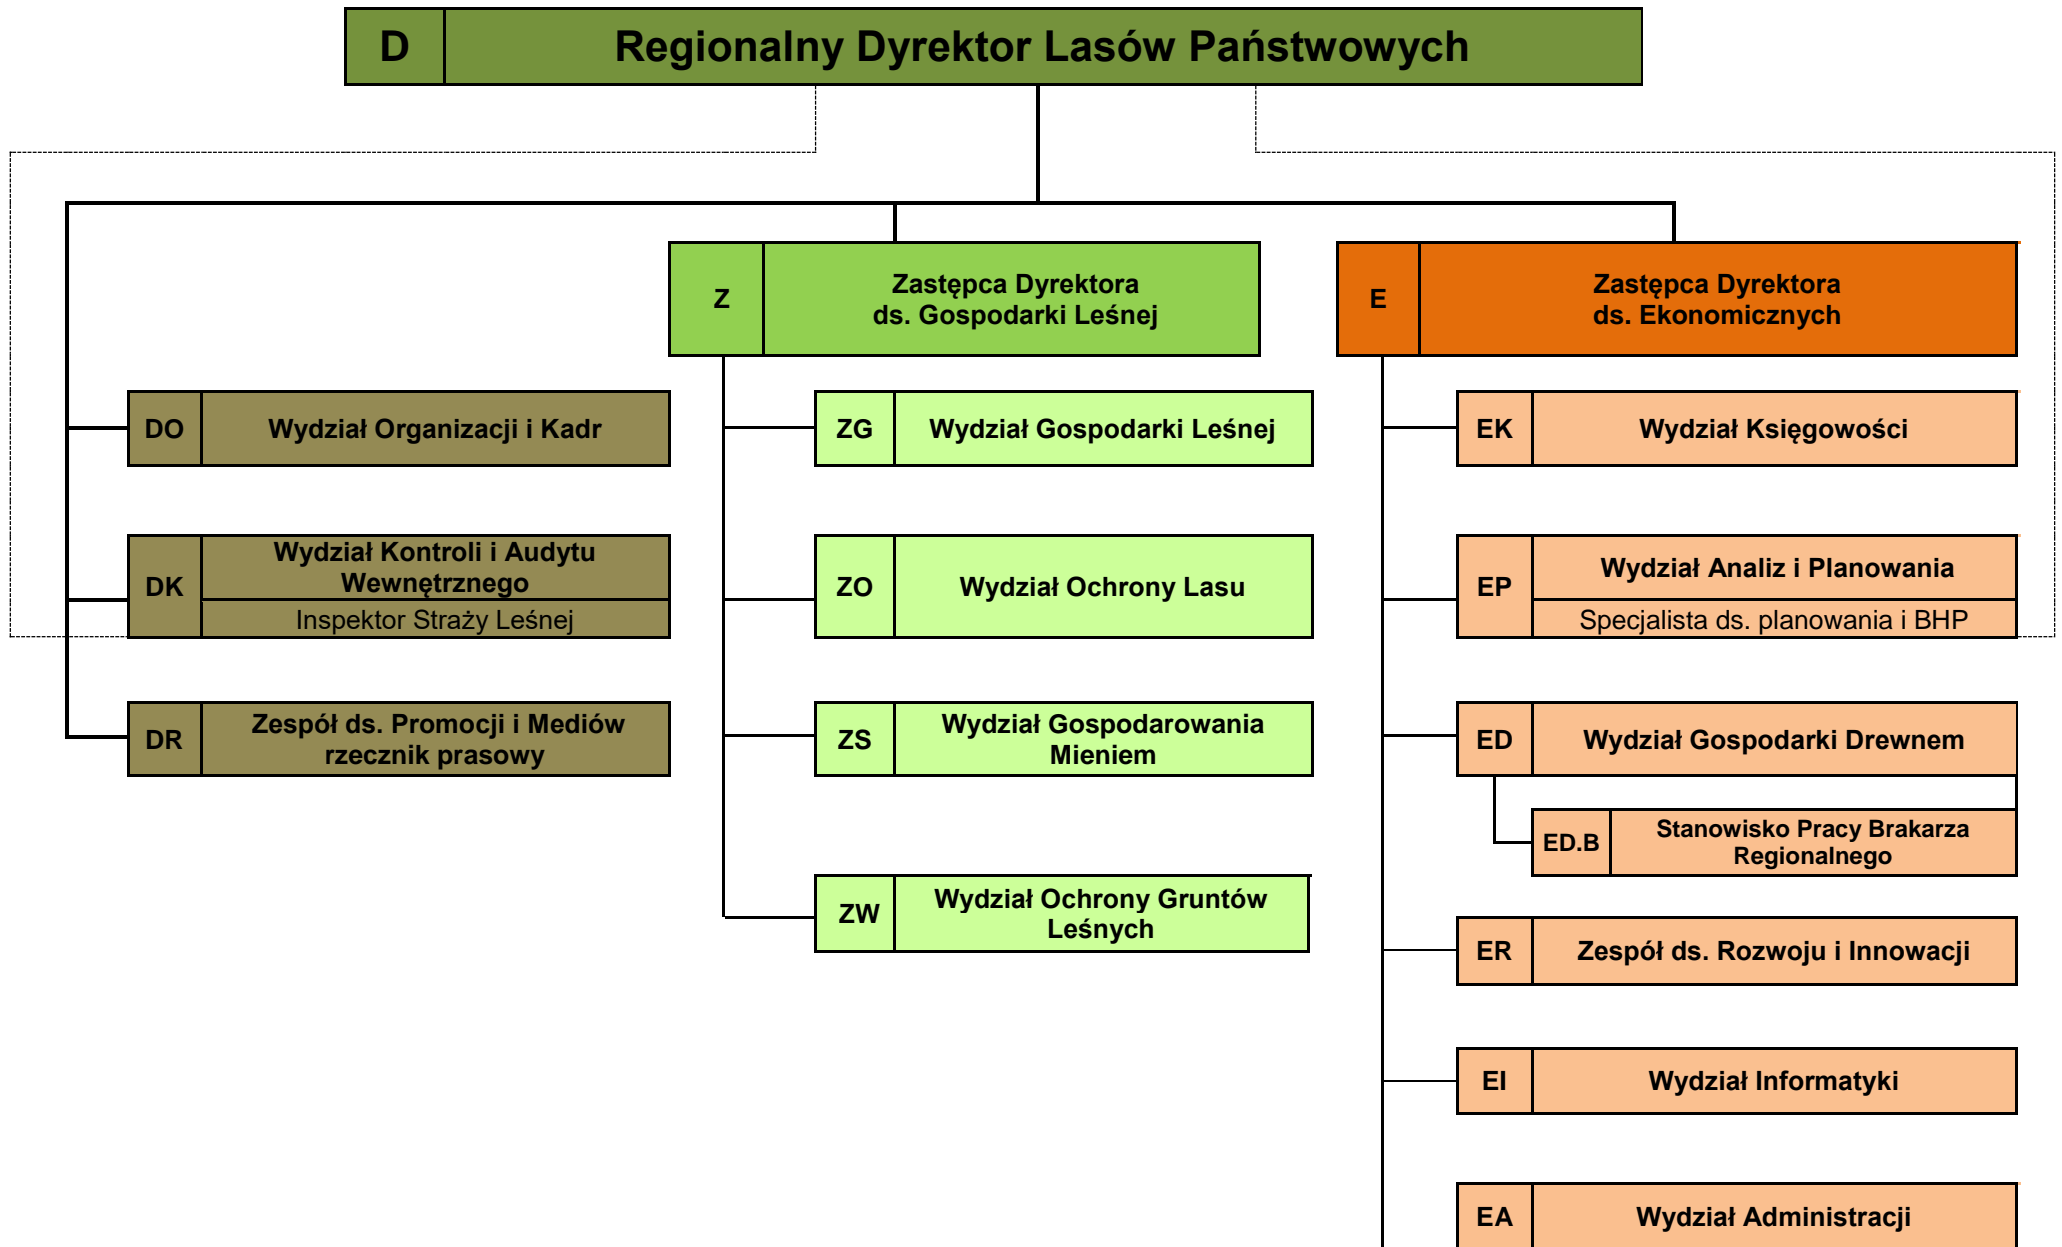 D Regionalny Dyrektor Lasów Państwowych
Z Zastępca Dyrektora
ds. Gospodarki Leśnej
E Zastępca Dyrektora
ds. Ekonomicznych
DO Wydział Organizacji i Kadr
ZG Wydział Gospodarki Leśnej
EK Wydział Księgowości
DK Wydział Kontroli i Audytu
Wewnętrznego
Inspektor Straży Leśnej
ZO Wydział Ochrony Lasu
EP Wydział Analiz i Planowania
Specjalista ds. planowania i BHP
DR Zespół ds. Promocji i Mediów
rzecznik prasowy
ZS Wydział Gospodarowania
Mieniem
ED Wydział Gospodarki Drewnem
ED.B Stanowisko Pracy Brakarza
Regionalnego
ZW Wydział Ochrony Gruntów
Leśnych
ER Zespół ds. Rozwoju i Innowacji
EI Wydział Informatyki
EA Wydział Administracji